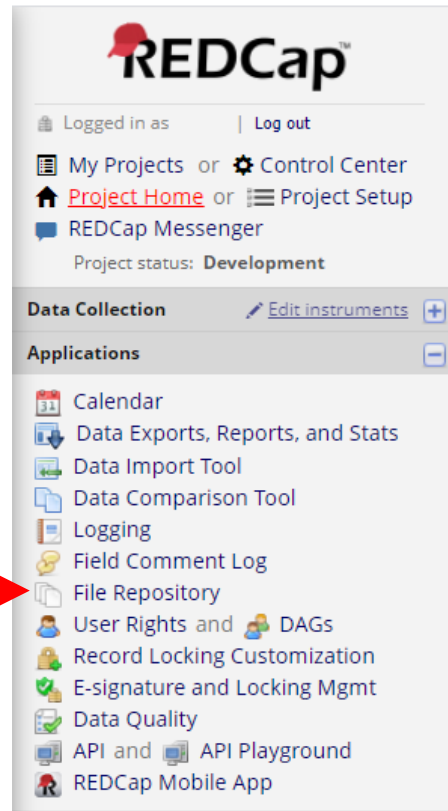 REDCap™
Logged in as | Log out
My Projects or Control Center
Project Home or Project Setup
REDCap Messenger
Project status: Development
Data Collection Edit instruments
Applications
31 Calendar
Data Exports, Reports, and Stats
Data Import Tool
Data Comparison Tool
Logging
Field Comment Log
File Repository
User Rights and DAGs
Record Locking Customization
E-signature and Locking Mgmt
Data Quality
API and API Playground
REDCap Mobile App